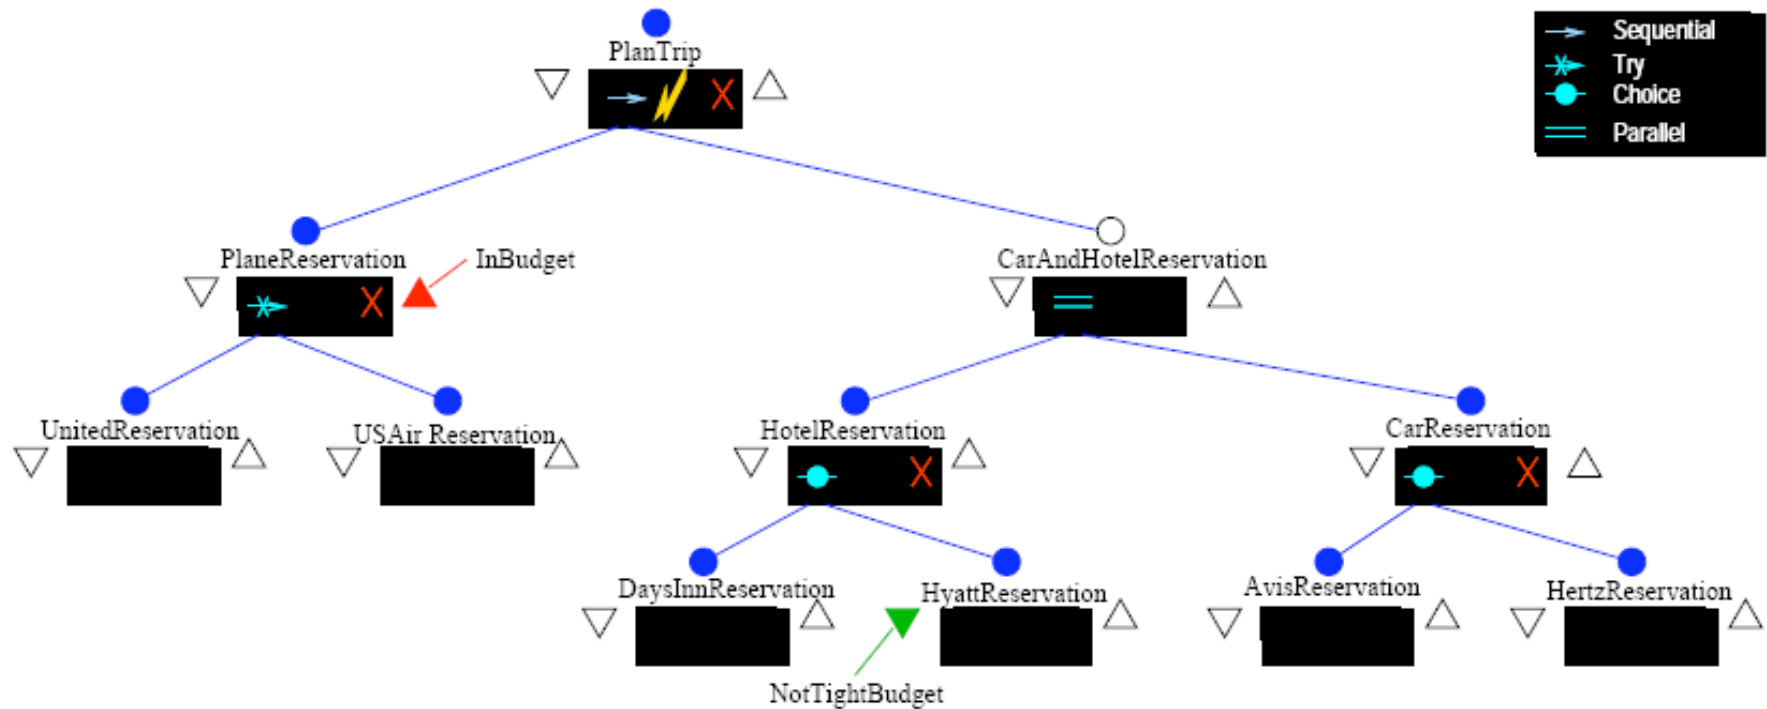 PlanTrip
Sequential
Try
Choice
Parallel
PlaneReservation
InBudget
CarAndHotelReservation
UnitedReservation
USAir Reservation
HotelReservation
CarReservation
DaysInnReservation
HyattReservation
AvisReservation
HertzReservation
NotTightBudget